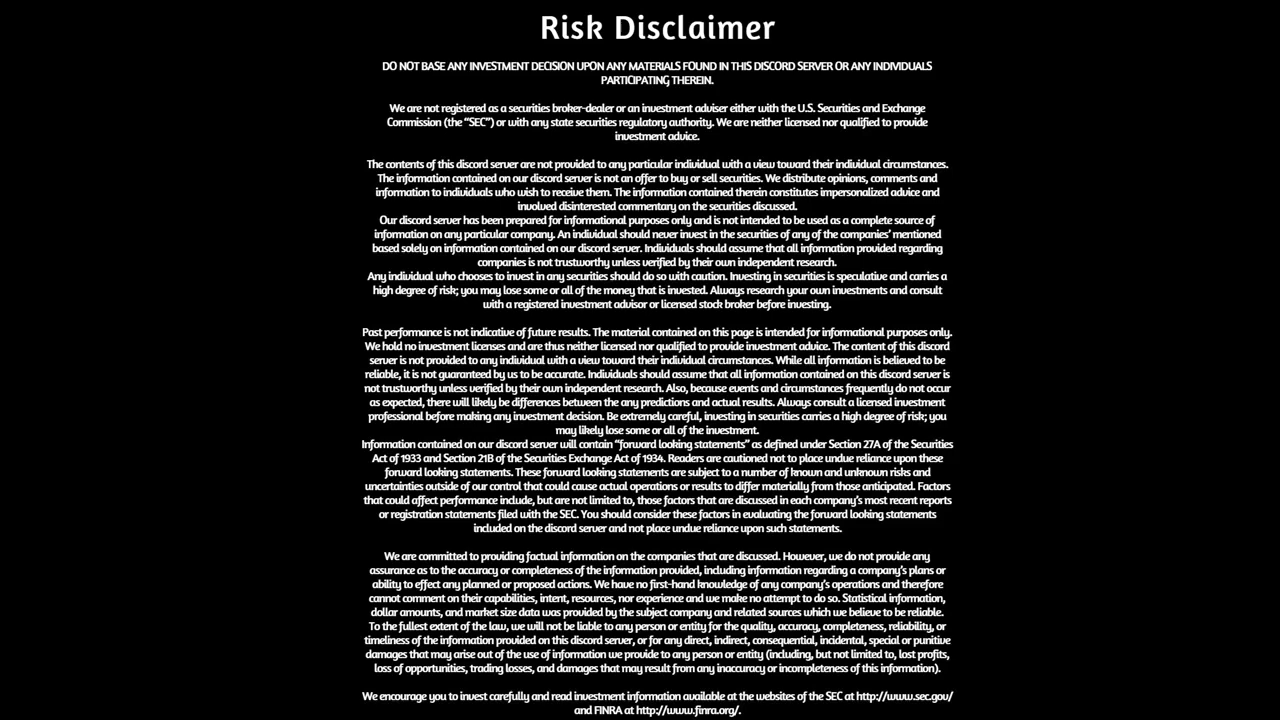 Risk Disclaimer
DO NOT BASE ANY INVESTMENT DECISION UPON ANY MATERIALS FOUND IN THIS DISCORD SERVER OR ANY INDIVIDUALS
PARTICIPATING THEREIN.
We are not registered as a securities broker-dealer or an investment adviser either with the U.S. Securities and Exchange
Commission (the “SEC”) or with any state securities regulatory authority. We are neither licensed nor qualified to provide
investment advice.
The contents of this discord server are not provided to any particular individual with a view toward their individual circumstances.
The information contained on our discord server is not an offer to buy or sell securities. We distribute opinions, comments and
information to individuals who wish to receive them. The information contained therein constitutes impersonalized advice and
involved disinterested commentary on the securities discussed.
Our discord server has been prepared for informational purposes only and is not intended to be used as a complete source of
information on any particular company. An individual should never invest in the securities of any of the companies’ mentioned
based solely on information contained on our discord server. Individuals should assume that all information provided regarding
companies is not trustworthy unless verified by their own independent research.
Any individual who chooses to invest in any securities should do so with caution. Investing in securities is speculative and carries a
high degree of risk; you may lose some or all of the money that is invested. Always research your own investments and consult
with a registered investment advisor or licensed stock broker before investing.
Past performance is not indicative of future results. The material contained on this page is intended for informational purposes only.
We hold no investment licenses and are thus neither licensed nor qualified to provide investment advice. The content of this discord
server is not provided to any individual with a view toward their individual circumstances. While all information is believed to be
reliable, it is not guaranteed by us to be accurate. Individuals should assume that all information contained on this discord server is
not trustworthy unless verified by their own independent research. Also, because events and circumstances frequently do not occur
as expected, there will likely be differences between the any predictions and actual results. Always consult a licensed investment
professional before making any investment decision. Be extremely careful, investing in securities carries a high degree of risk; you
may likely lose some or all of the investment.
Information contained on our discord server will contain “forward looking statements” as defined under Section 27A of the Securities
Act of 1933 and Section 21B of the Securities Exchange Act of 1934. Readers are cautioned not to place undue reliance upon these
forward looking statements. These forward looking statements are subject to a number of known and unknown risks and
uncertainties outside of our control that could cause actual operations or results to differ materially from those anticipated. Factors
that could affect performance include, but are not limited to, those factors that are discussed in each company’s most recent reports
or registration statements filed with the SEC. You should consider these factors in evaluating the forward looking statements
included on the discord server and not place undue reliance upon such statements.
We are committed to providing factual information on the companies that are discussed. However, we do not provide any
assurance as to the accuracy or completeness of the information provided, including information regarding a company’s plans or
ability to effect any planned or proposed actions. We have no first-hand knowledge of any company’s operations and therefore
cannot comment on their capabilities, intent, resources, nor experience and we make no attempt to do so. Statistical information,
dollar amounts, and market size data was provided by the subject company and related sources which we believe to be reliable.
To the fullest extent of the law, we will not be liable to any person or entity for the quality, accuracy, completeness, reliability, or
timeliness of the information provided on this discord server, or for any direct, indirect, consequential, incidental, special or punitive
damages that may arise out of the use of information we provide to any person or entity (including, but not limited to, lost profits,
loss of opportunities, trading losses, and damages that may result from any inaccuracy or incompleteness of this information).
We encourage you to invest carefully and read investment information available at the websites of the SEC at http://www.sec.gov/
and FINRA at http://www.finra.org/.